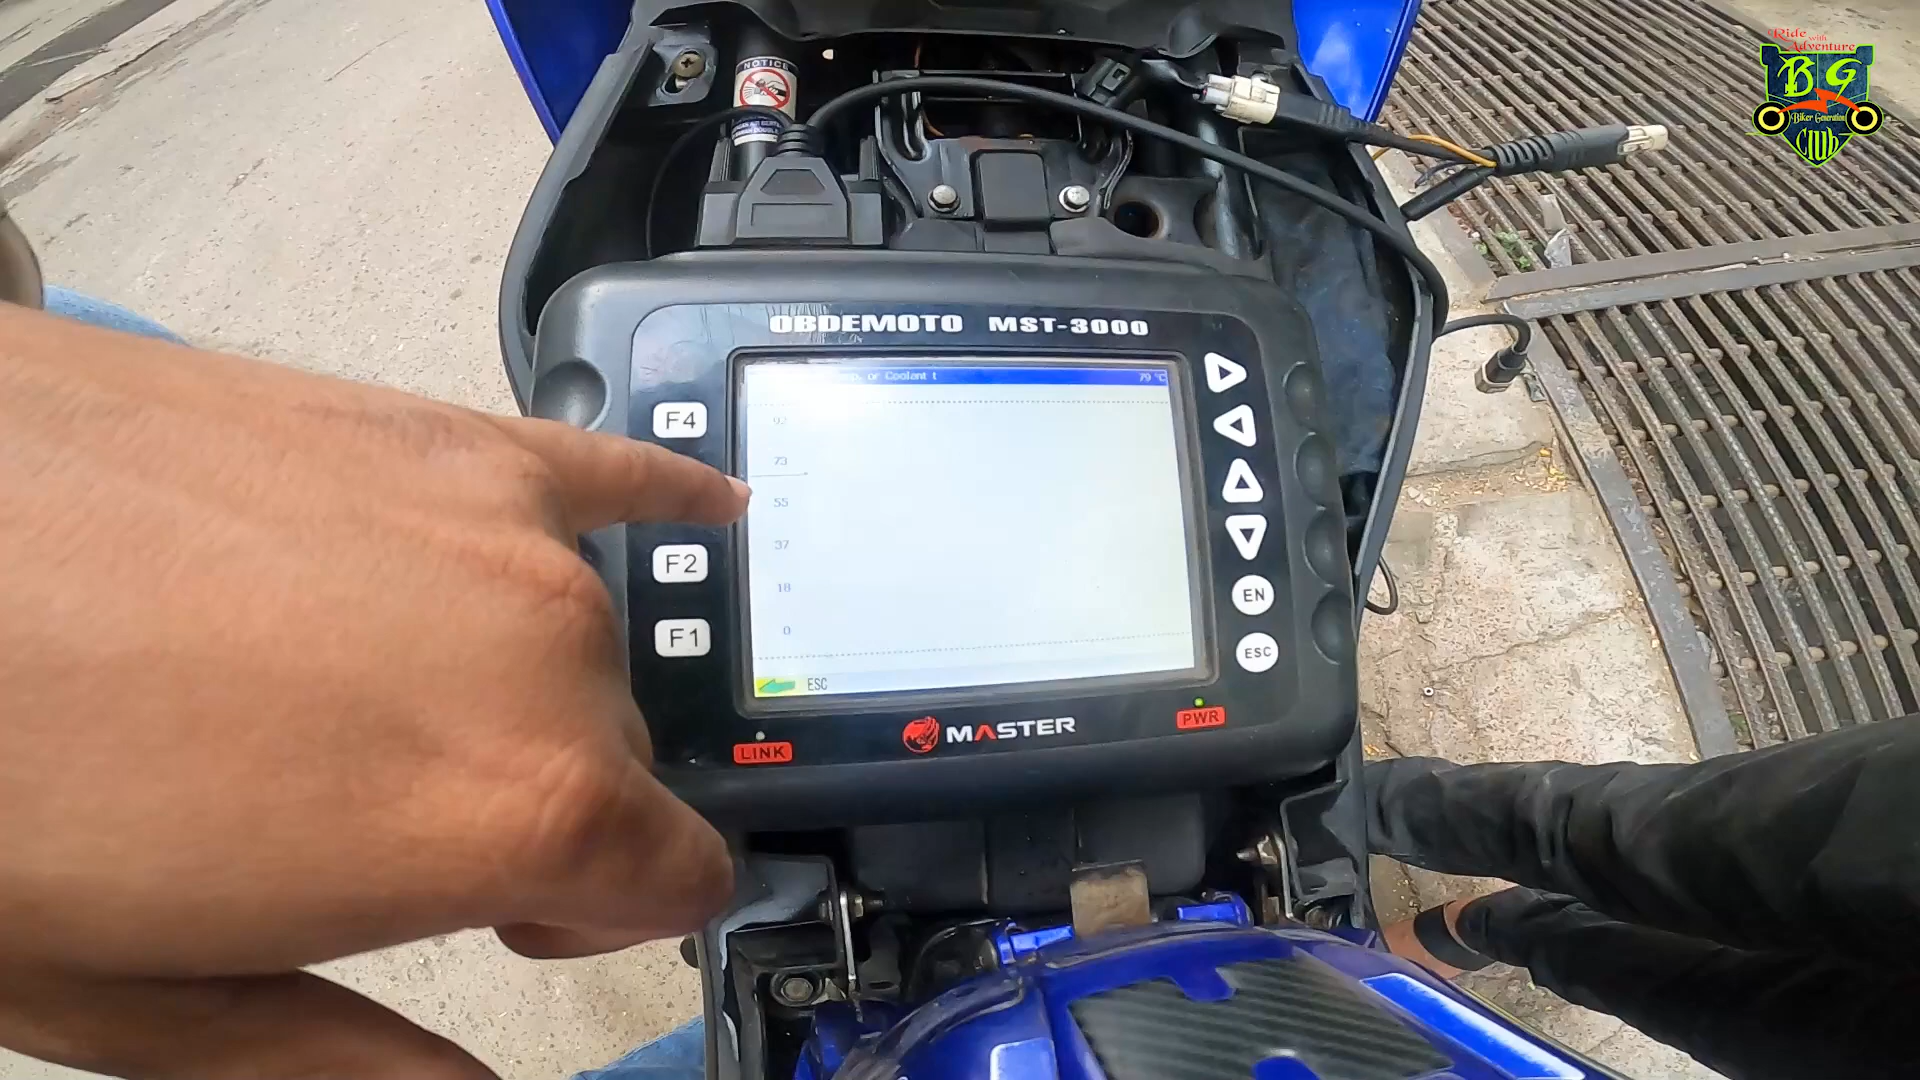 Ride with
Adventure
BG
Biker Generation
Club
NOTICE
OBDEMOTO MST-3000
or Coolant t
79 °C
92
73
55
37
18
0
ESC
F4
F2
F1
EN
ESC
MASTER
LINK
PWR